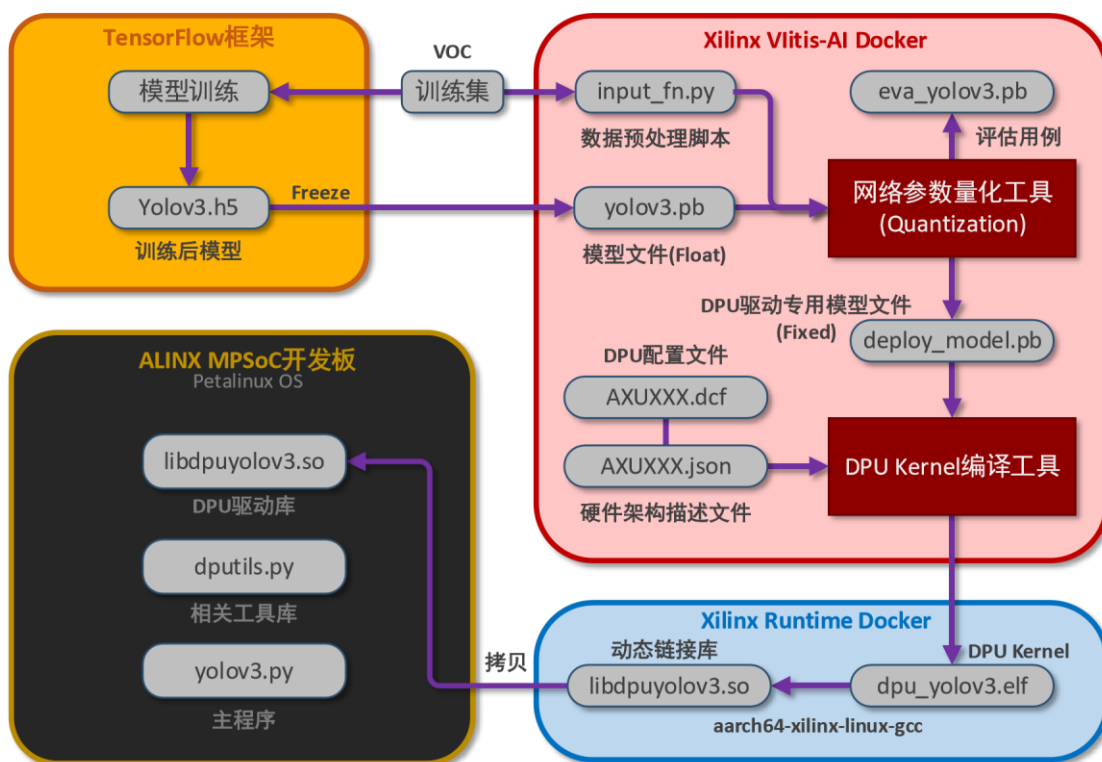 TensorFlow框架
模型训练
Yolov3.h5
训练后模型
VOC
训练集
Freeze
Xilinx VIitis-AI Docker
input_fn.py
数据预处理脚本
eva_yolov3.pb
评估用例
yolov3.pb
模型文件(Float)
网络参数量化工具
(Quantization)
DPU驱动专用模型文件
(Fixed)
deploy_model.pb
DPU配置文件
AXUXXX.dcf
AXUXXX.json
硬件架构描述文件
DPU Kernel编译工具
ALINX MPSoC开发板
Petalinux OS
libdpuyolov3.so
DPU驱动库
dputils.py
相关工具库
yolov3.py
主程序
拷贝
Xilinx Runtime Docker
动态链接库
libdpuyolov3.so
DPU Kernel
dpu_yolov3.elf
aarch64-xilinx-linux-gcc